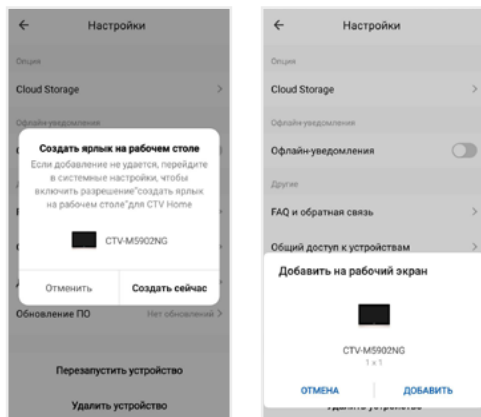 Настройки
Опция
Cloud Storage
Офлайн-уведомления
Создать ярлык на рабочем столе
Если добавление не удается, перейдите
в системные настройки, чтобы
включить разрешение"создать ярлык
на рабочем столе"для CTV Home
CTV-M5902NG
Отменить
Создать сейчас
Обновление ПО
Нет обновлений
Перезапустить устройство
Удалить устройство
Настройки
Опция
Cloud Storage
Офлайн-уведомления
Офлайн-уведомления
Другие
FAQ и обратная связь
Общий доступ к устройствам
Добавить на рабочий экран
CTV-M5902NG
1 x 1
ОТМЕНА
ДОБАВИТЬ